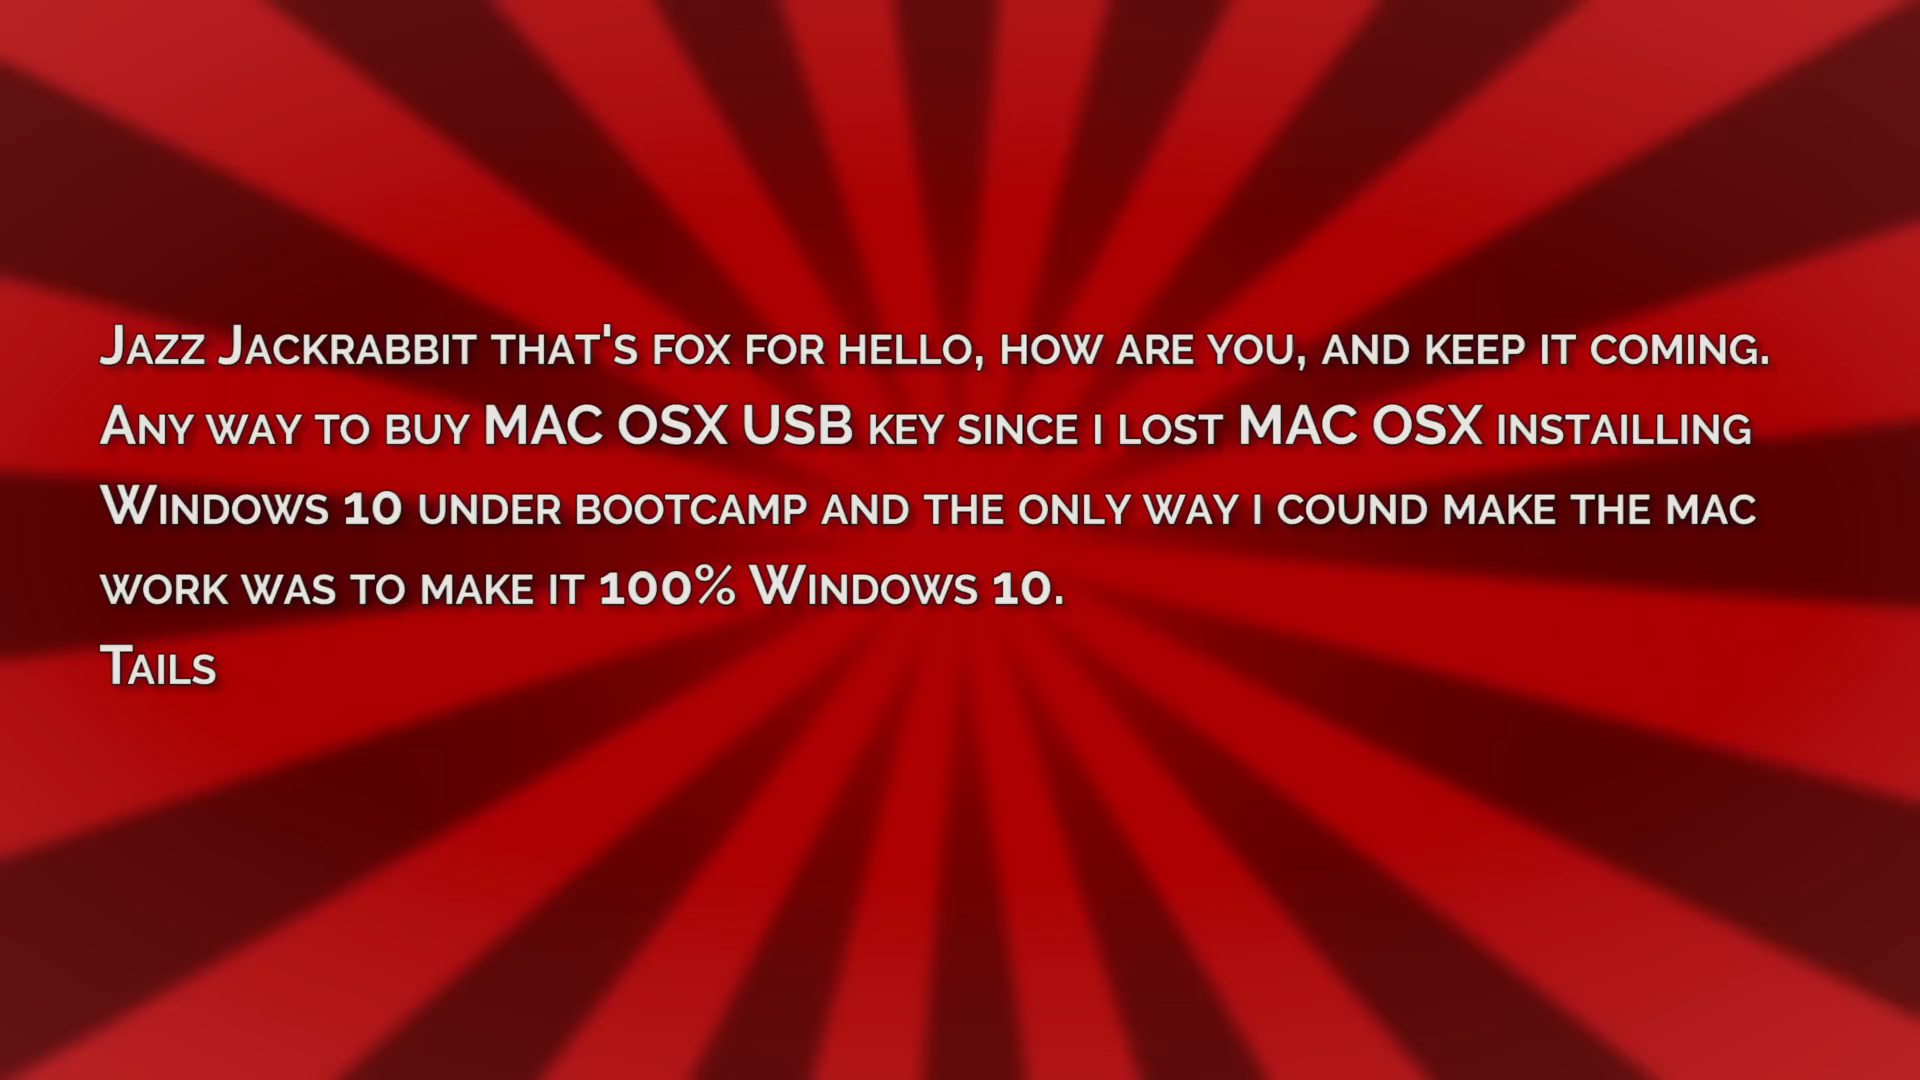 Jazz Jackrabbit that's fox for hello, how are you, and keep it coming.
Any way to buy MAC OSX USB key since i lost MAC OSX instailling
Windows 10 under bootcamp and the only way i cound make the mac
work was to make it 100% Windows 10.
Tails